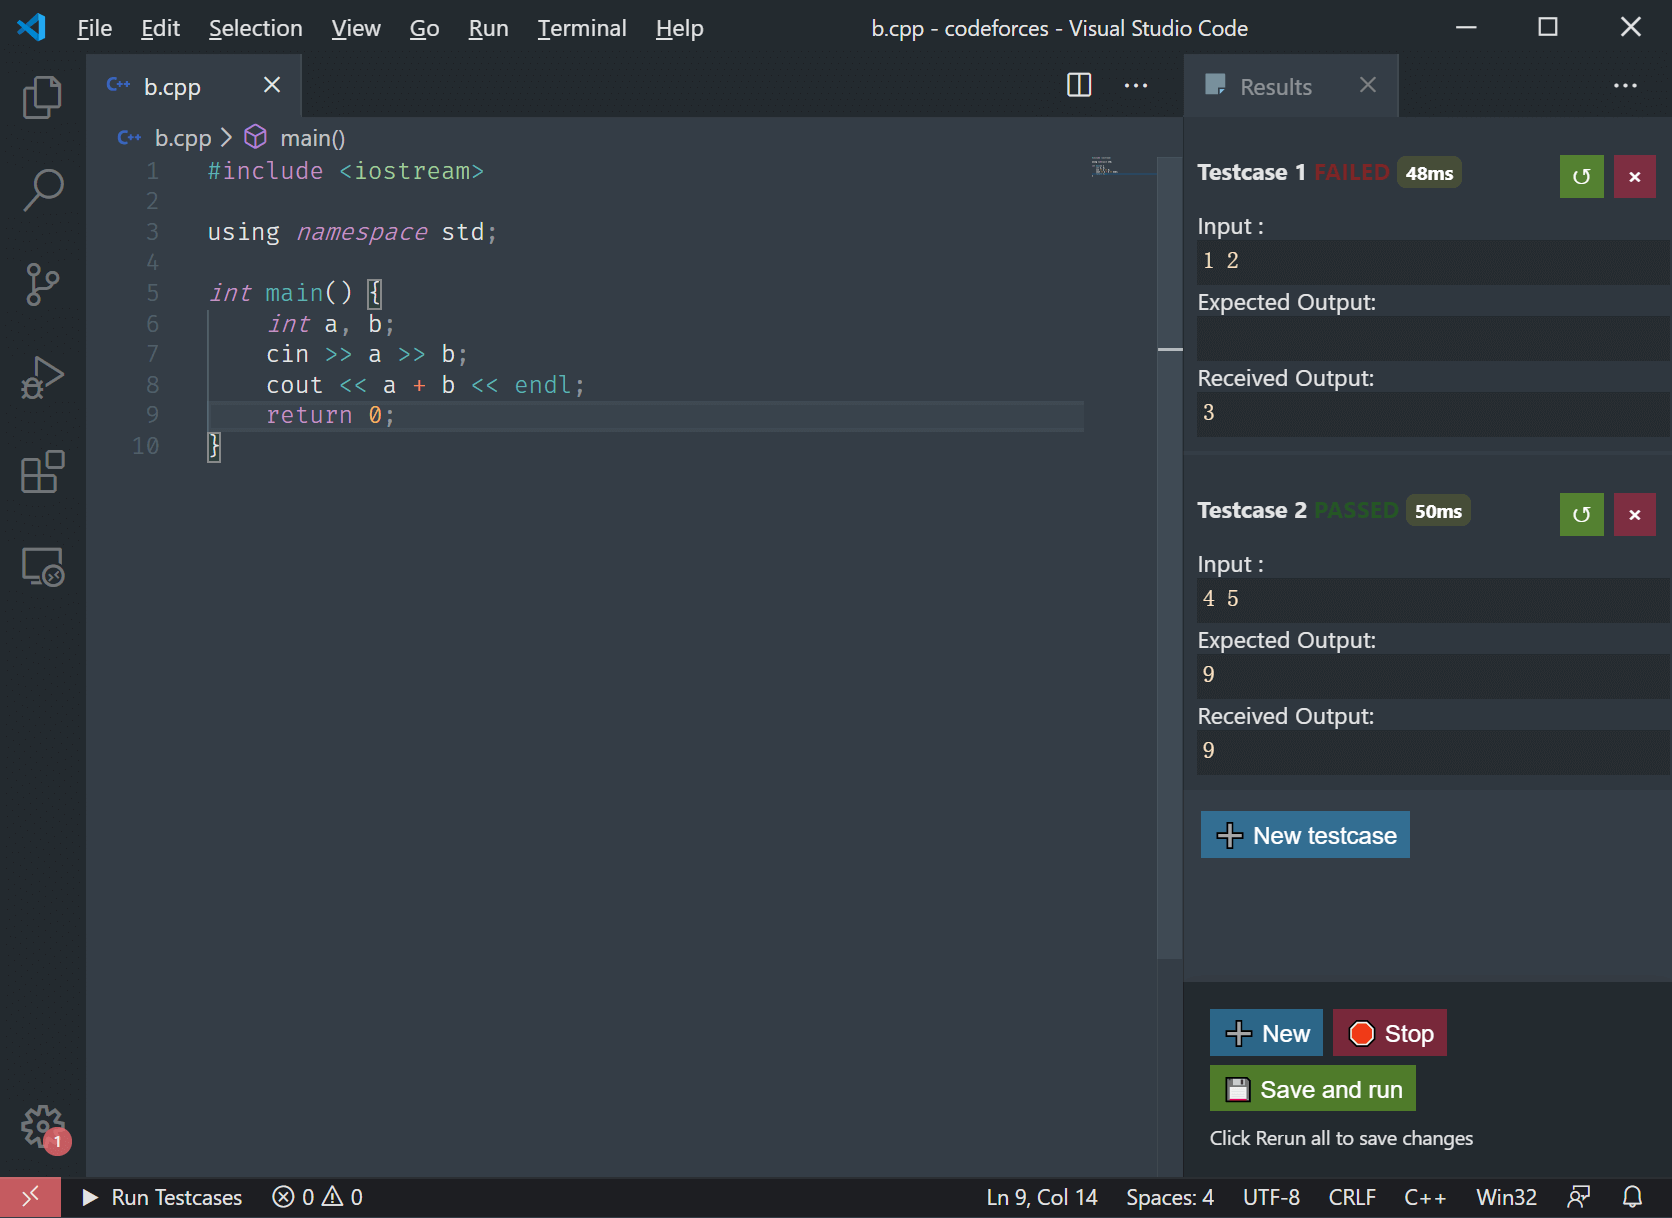 File Edit Selection View Go Run Terminal Help b.cpp - codeforces - Visual Studio Code
C++ b.cpp
Results
C++ b.cpp > main()
1 #include <iostream>
2
3 using namespace std;
4
5 int main() {
6 int a, b;
7 cin >> a >> b;
8 cout << a + b << endl;
9 return 0;
10 }
Testcase 1 FAILED 48ms
Input :
1 2
Expected Output:
Received Output:
3
Testcase 2 PASSED 50ms
Input :
4 5
Expected Output:
9
Received Output:
9
New testcase
New Stop
Save and run
Click Rerun all to save changes
1
Run Testcases 0 0 Ln 9, Col 14 Spaces: 4 UTF-8 CRLF C++ Win32